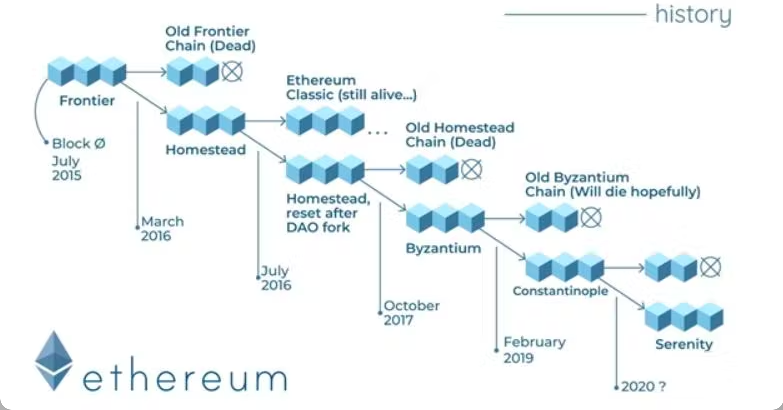 history
Old Frontier
Chain (Dead)
Frontier
Ethereum
Classic (still alive...)
Block Ø
July
2015
Homestead
...
Old Homestead
Chain (Dead)
Homestead,
reset after
DAO fork
Old Byzantium
Chain (Will die hopefully)
March
2016
Byzantium
July
2016
Constantinople
October
2017
Serenity
February
2019
2020 ?
ethereum